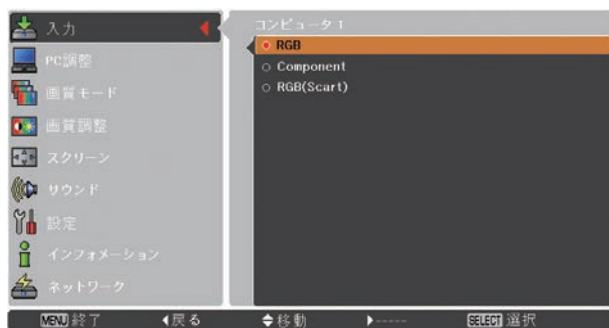 入力
PC調整
画質モード
画質調整
スクリーン
サウンド
設定
インフォメーション
ネットワーク
コンピュータ 1
RGB
Component
RGB(Scart)
MENU 終了 戻る 移動 ----- SELECT 選択